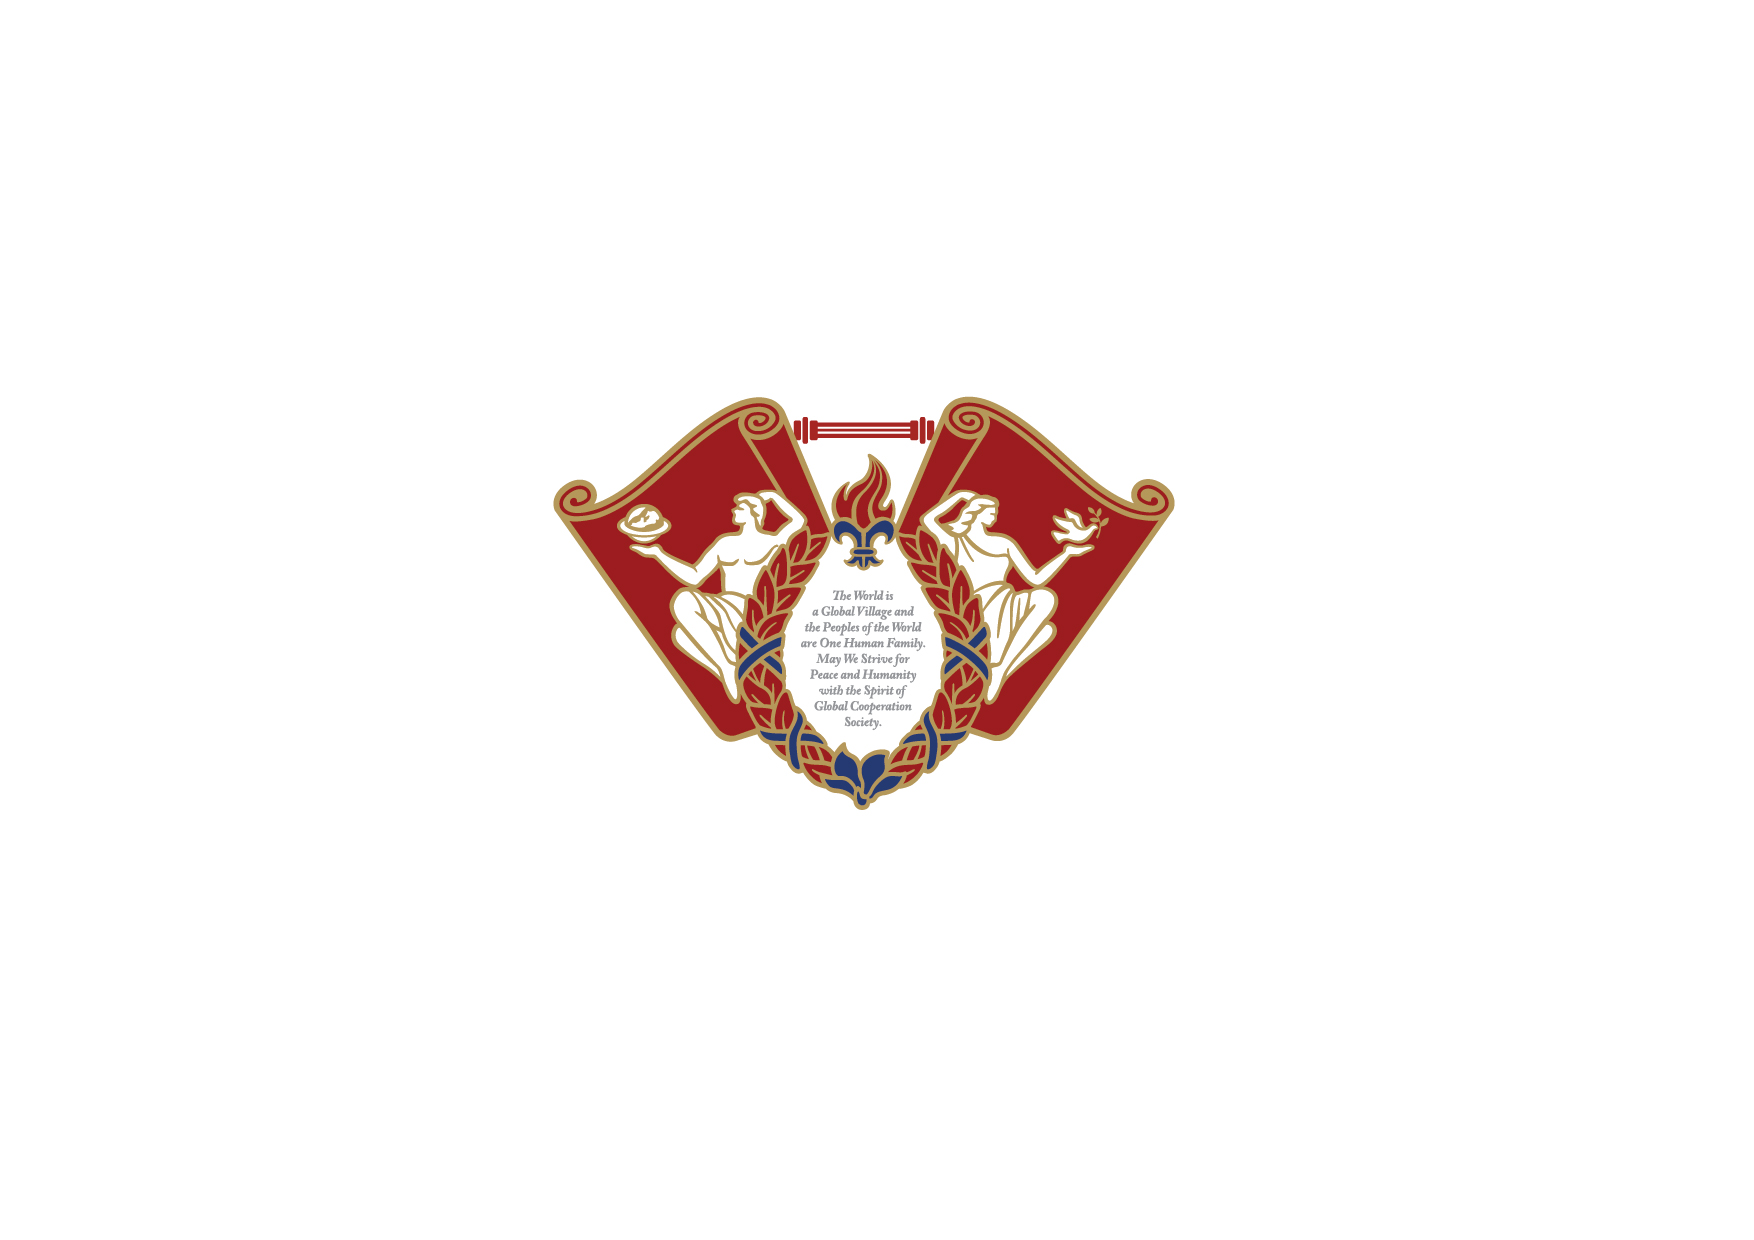 The World is
a Global Village and
the Peoples of the World
are One Human Family.
May We Strive for
Peace and Humanity
with the Spirit of
Global Cooperation
Society.